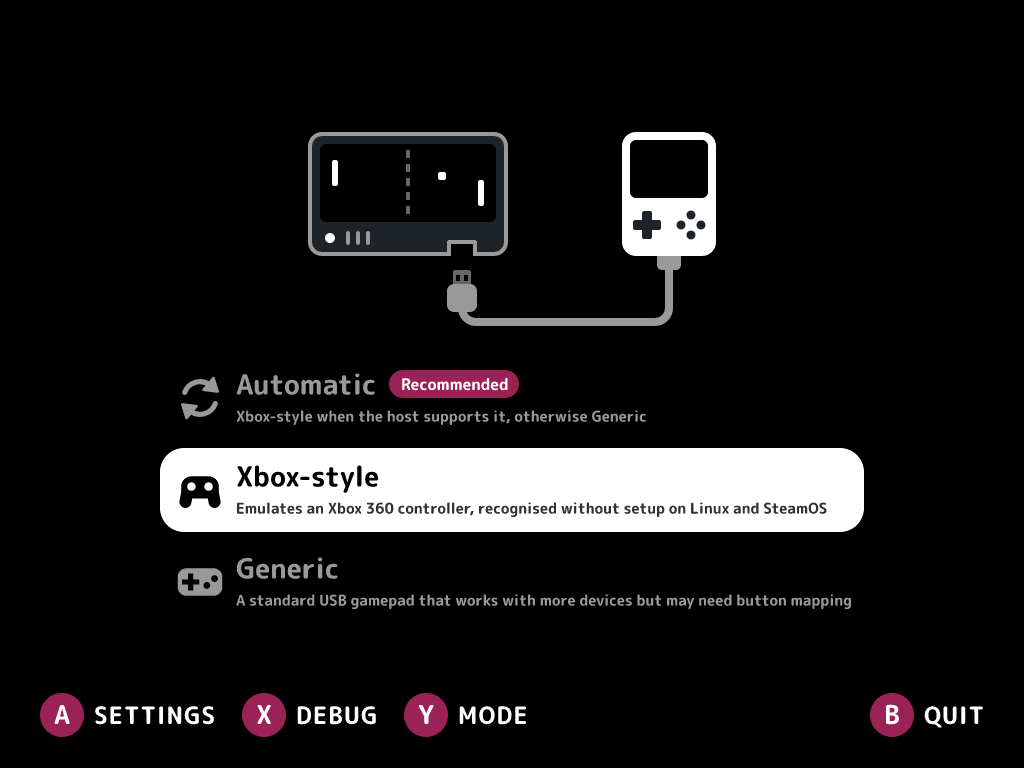 Automatic Recommended
Xbox-style when the host supports it, otherwise Generic
Xbox-style
Emulates an Xbox 360 controller, recognised without setup on Linux and SteamOS
Generic
A standard USB gamepad that works with more devices but may need button mapping
A SETTINGS X DEBUG Y MODE B QUIT